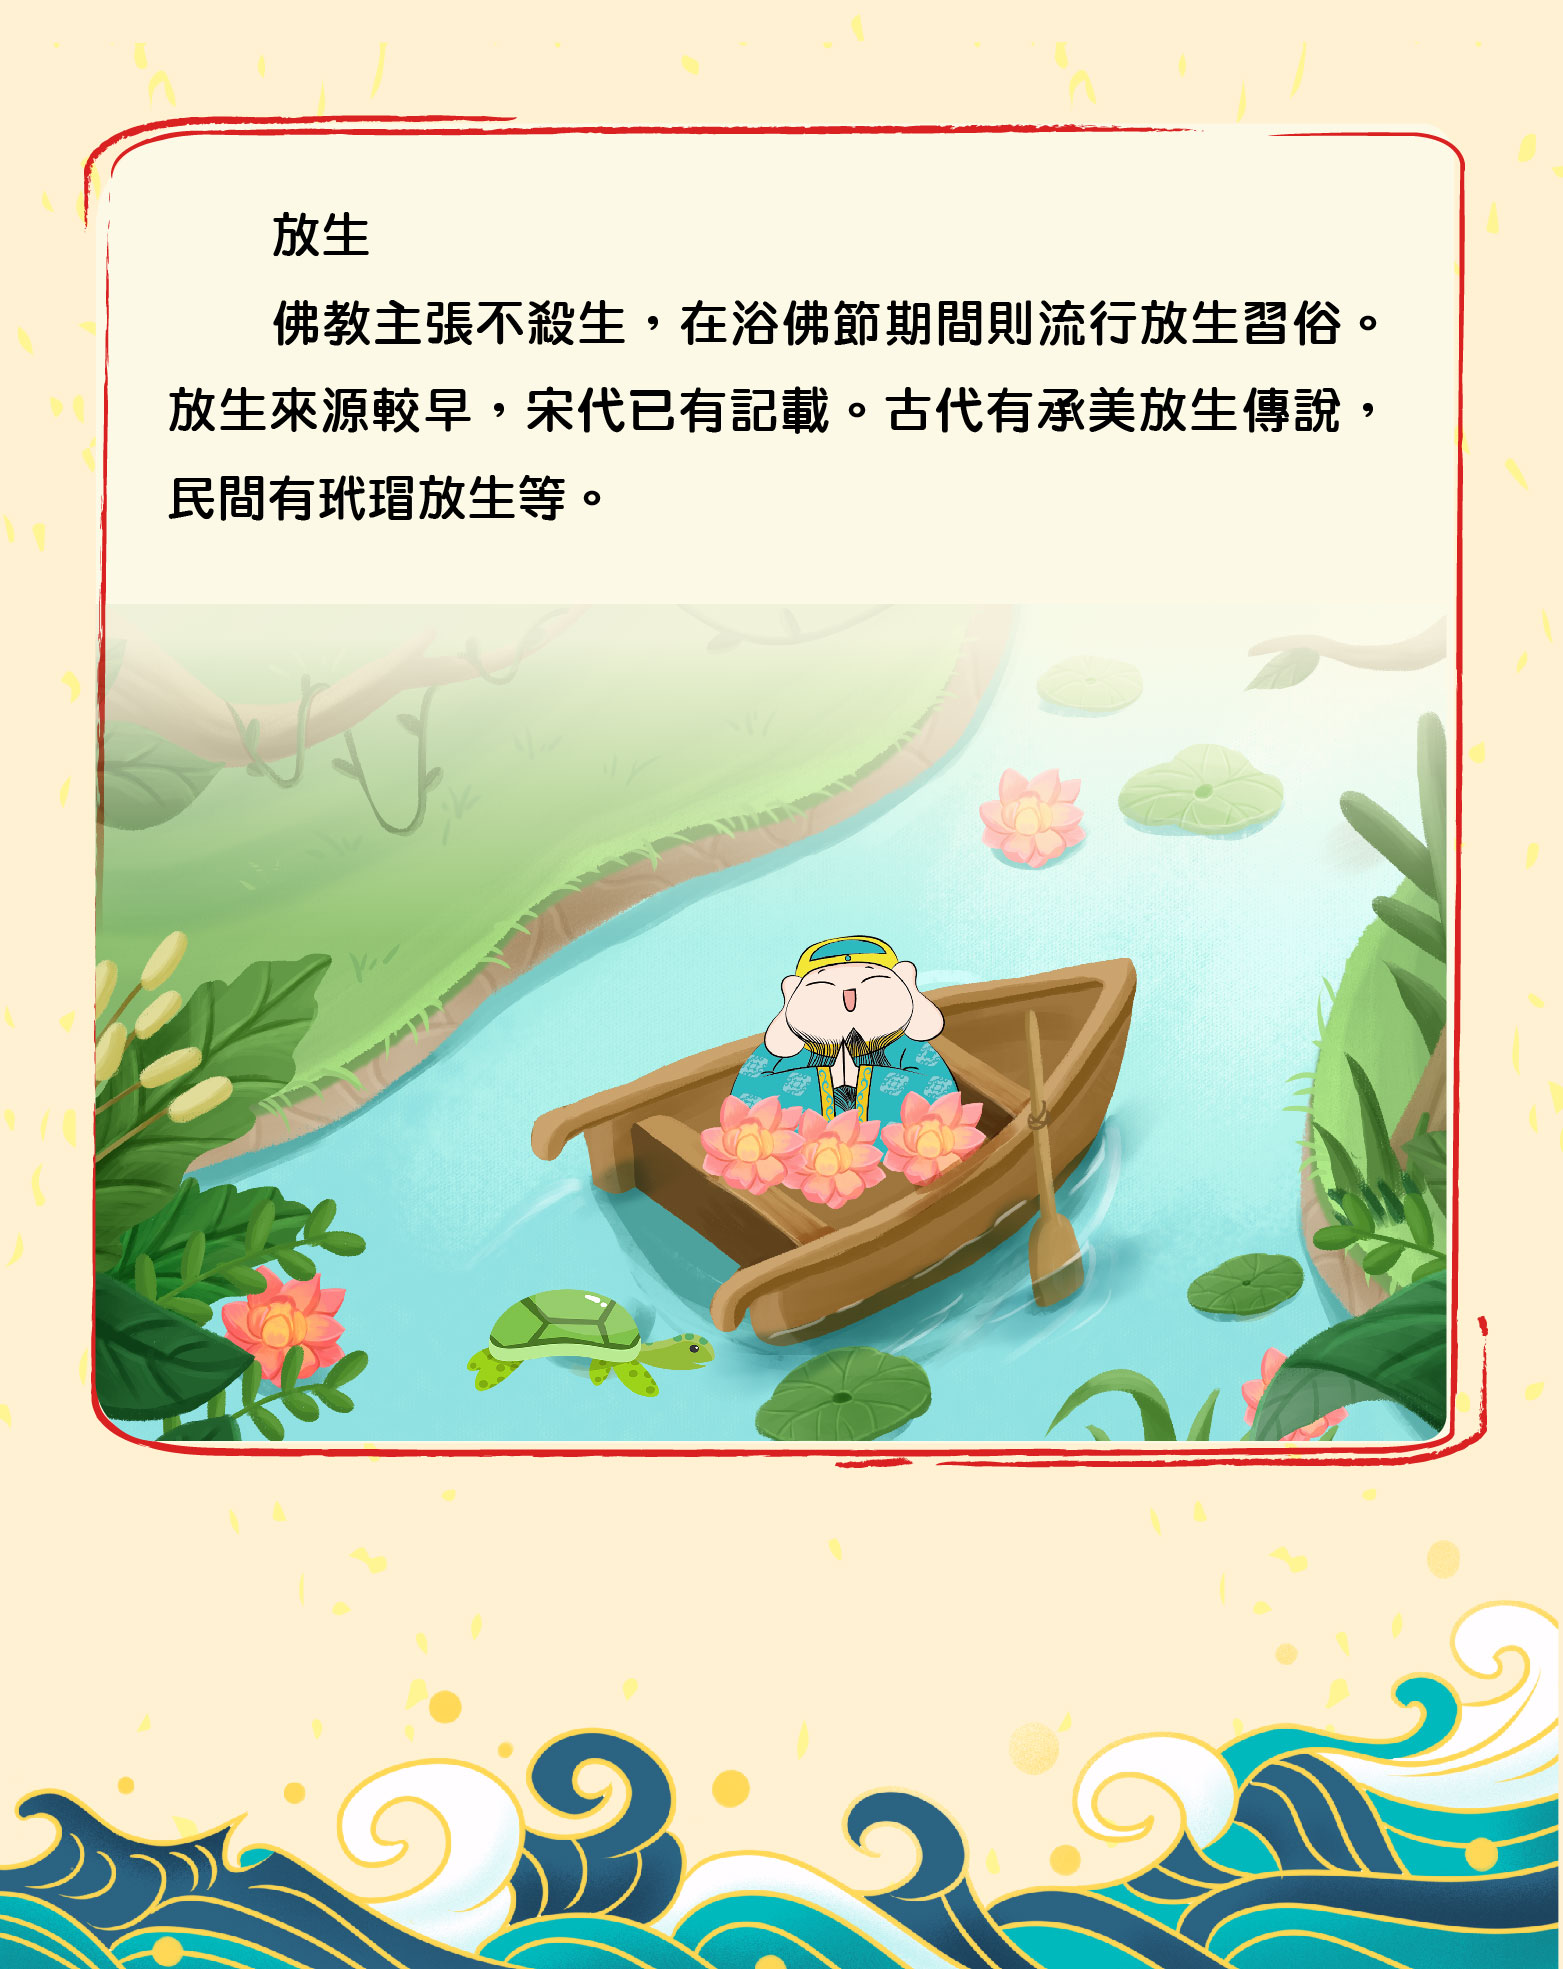 放生
佛教主張不殺生，在浴佛節期間則流行放生習俗。
放生來源較早，宋代已有記載。古代有承美放生傳說，
民間有玳瑁放生等。